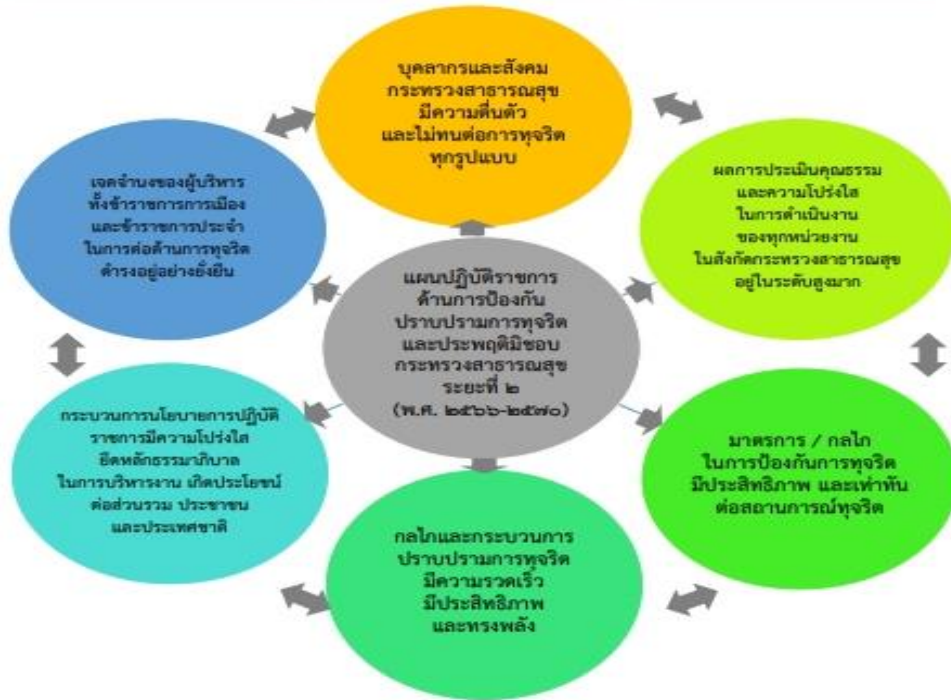 บุคลากรและสังคม
กระทรวงสาธารณสุข
มีความตื่นตัว
และไม่ทนต่อการทุจริต
ทุกรูปแบบ
เจตจำนงของผู้บริหาร
ทั้งข้าราชการการเมือง
และข้าราชการประจำ
ในการต่อต้านการทุจริต
ดำรงอยู่อย่างยั่งยืน
ผลการประเมินคุณธรรม
และความโปร่งใส
ในการดำเนินงาน
ของทุกหน่วยงาน
ในสังกัดกระทรวงสาธารณสุข
อยู่ในระดับสูงมาก
แผนปฏิบัติราชการ
ด้านการป้องกัน
ปราบปรามการทุจริต
และประพฤติมิชอบ
กระทรวงสาธารณสุข
ระยะที่ ๒
(พ.ศ. ๒๕๖๖-๒๕๗๐)
กระบวนการนโยบายการปฏิบัติ
ราชการมีความโปร่งใส
ยึดหลักธรรมาภิบาล
ในการบริหารงาน เกิดประโยชน์
ต่อส่วนรวม ประชาชน
และประเทศชาติ
มาตรการ / กลไก
ในการป้องกันการทุจริต
มีประสิทธิภาพ และเท่าทัน
ต่อสถานการณ์ทุจริต
กลไกและกระบวนการ
ปราบปรามการทุจริต
มีความรวดเร็ว
มีประสิทธิภาพ
และทรงพลัง